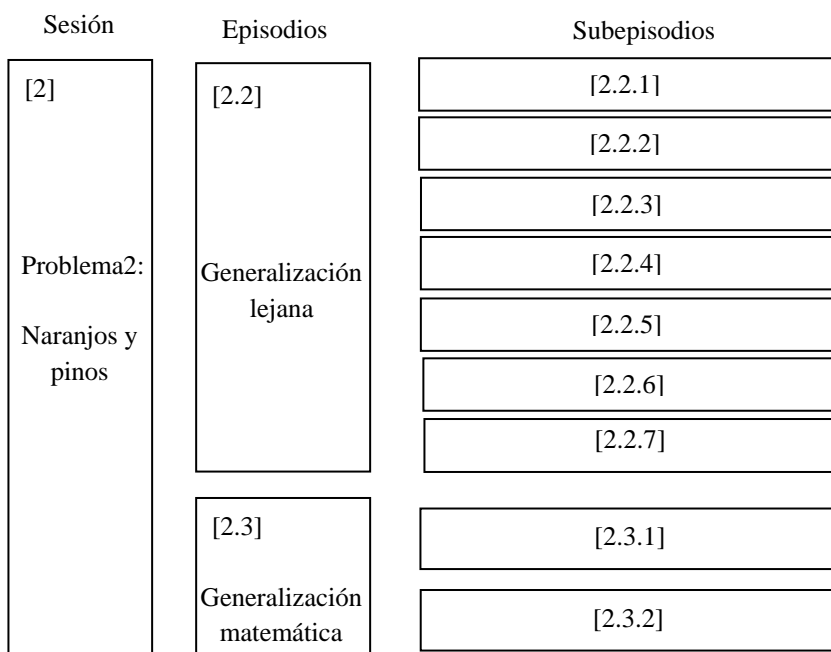 Sesión
Episodios
Subepisodios
[2]
Problema2:
Naranjos y
pinos
[2.2]
Generalización
lejana
[2.2.1]
[2.2.2]
[2.2.3]
[2.2.4]
[2.2.5]
[2.2.6]
[2.2.7]
[2.3]
Generalización
matemática
[2.3.1]
[2.3.2]